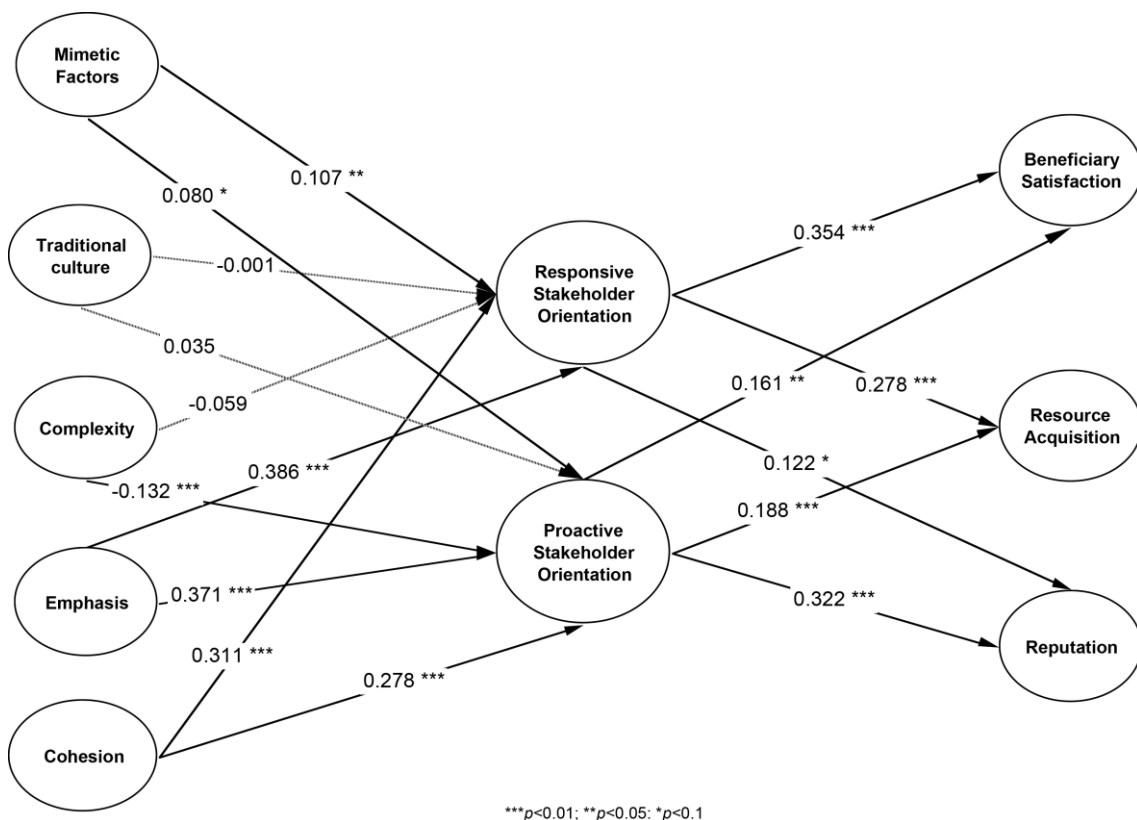 Mimetic
Factors
Beneficiary
Satisfaction
0.107 **
0.080 *
Traditional
culture
-0.001
0.354 ***
Responsive
Stakeholder
Orientation
0.035
0.161 **
0.278 ***
-0.059
Complexity
Resource
Acquisition
0.386 ***
0.122 *
-0.132 ***
0.188 ***
Proactive
Stakeholder
Orientation
Emphasis
0.371 ***
0.322 ***
0.311 ***
Reputation
0.278 ***
Cohesion
***p<0.01; **p<0.05: *p<0.1